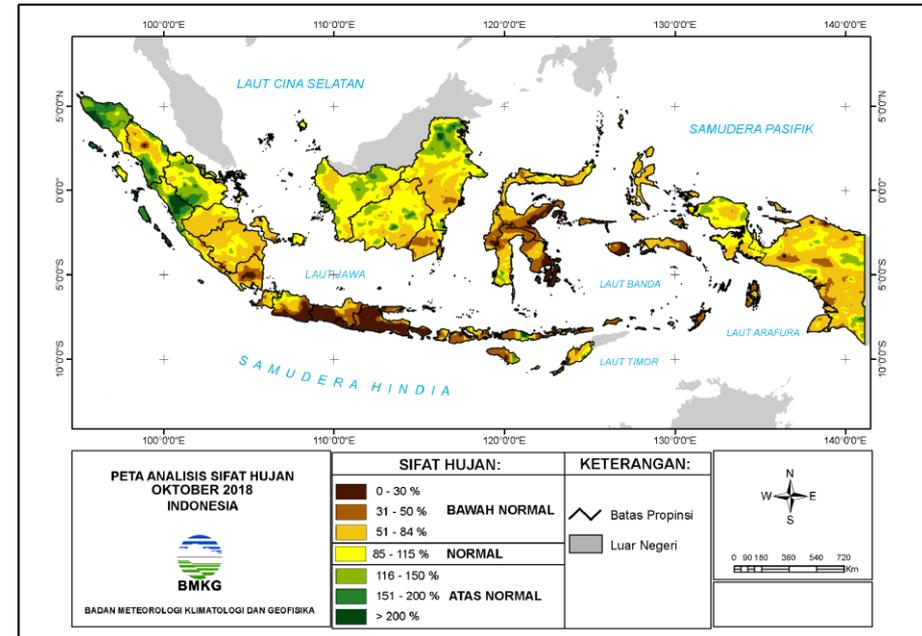 100°0'0"E 110°0'0"E 120°0'0"E 130°0'0"E 140°0'0"E
LAUT CINA SELATAN
SAMUDERA PASIFIK
5°0'0"N 5°0'0"N
0°0'0" 0°0'0"
LAUT JAWA
LAUT BANDA
5°0'0"S 5°0'0"S
LAUT ARAFURA
LAUT TIMOR
SAMUDERA HINDIA
10°0'0"S 10°0'0"S
100°0'0"E 110°0'0"E 120°0'0"E 130°0'0"E 140°0'0"E
PETA ANALISIS SIFAT HUJAN
OKTOBER 2018
INDONESIA
BMKG
BADAN METEOROLOGI KLIMATOLOGI DAN GEOFISIKA
SIFAT HUJAN:
0 - 30 %
31 - 50 % BAWAH NORMAL
51 - 84 %
85 - 115 % NORMAL
116 - 150 %
151 - 200 % ATAS NORMAL
> 200 %
KETERANGAN:
Batas Propinsi
Luar Negeri
N
W E
S
0 90 180 360 540 720
Km